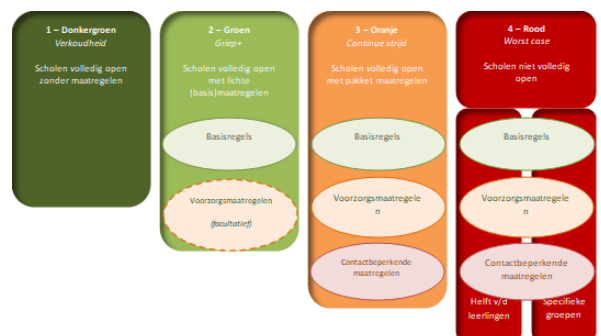 1 – Donkergroen
Verkoudheid
Scholen volledig open
zonder maatregelen
2 – Groen
Griep+
Scholen volledig open
met lichte
(basis)maatregelen
Basisregels
Voorzorgsmaatregelen
(facultatief)
3 – Oranje
Continue strijd
Scholen volledig open
met pakket maatregelen
Basisregels
Voorzorgsmaatregele
n
Contactbeperkende
maatregelen
4 – Rood
Worst case
Scholen niet volledig
open
Basisregels
Voorzorgsmaatregele
n
Contactbeperkende
maatregelen
Helft v/d
leerlingen
Specifieke
groepen